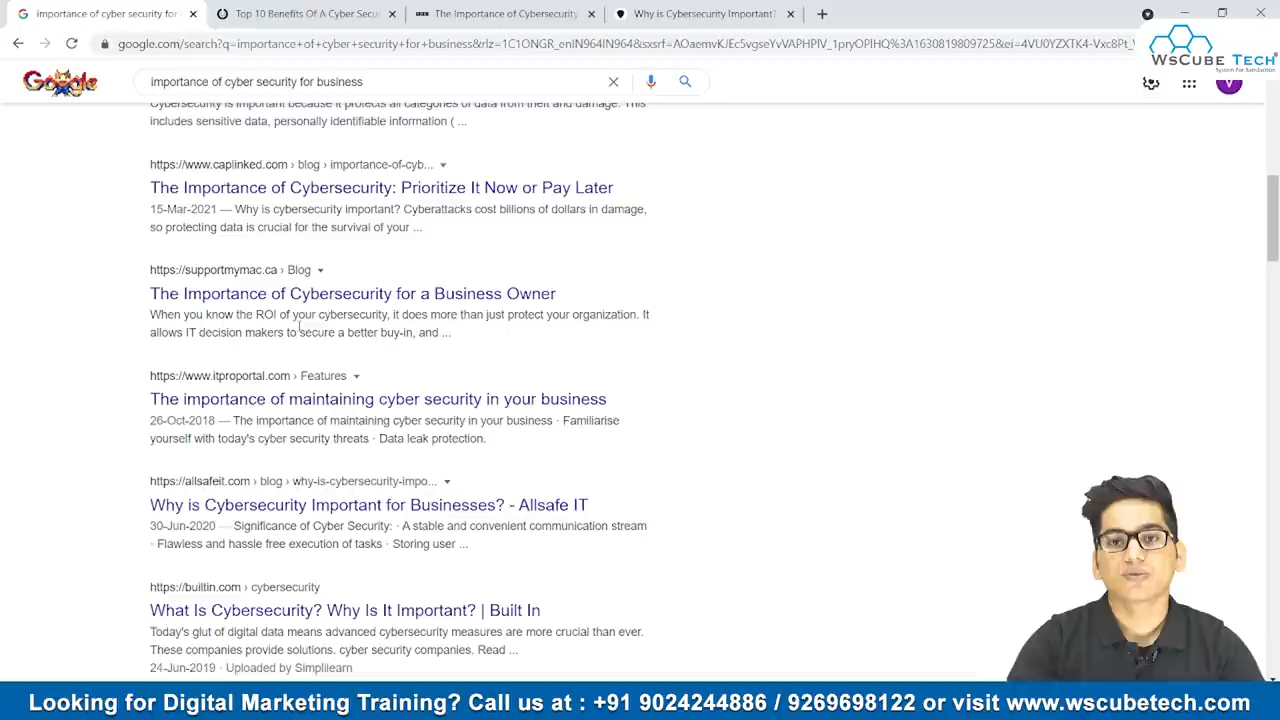 importance of cyber security for
Top 10 Benefits Of A Cyber Secu
The Importance of Cybersecurity
Why is Cybersecurity Important?
google.com/search?q=importance+of+cyber+security+for+business&rlz=1C1ONGR_enIN964IN964&sxsrf=
WsCube Tech
Google
importance of cyber security for business
V
Cybersecurity is important because it protects all categories of data from theft and damage. This
includes sensitive data, personally identifiable information ( ...
https://www.caplinked.com › blog › importance-of-cyb...
The Importance of Cybersecurity: Prioritize It Now or Pay Later
15-Mar-2021 — Why is cybersecurity important? Cyberattacks cost billions of dollars in damage,
so protecting data is crucial for the survival of your ...
https://supportmymac.ca › Blog
The Importance of Cybersecurity for a Business Owner
When you know the ROI of your cybersecurity, it does more than just protect your organization. It
allows IT decision makers to secure a better buy-in, and ...
https://www.itproportal.com › Features
The importance of maintaining cyber security in your business
26-Oct-2018 — The importance of maintaining cyber security in your business · Familiarise
yourself with today's cyber security threats · Data leak protection.
https://allsafeit.com › blog › why-is-cybersecurity-impo...
Why is Cybersecurity Important for Businesses? - Allsafe IT
30-Jun-2020 — Significance of Cyber Security: · A stable and convenient communication stream
· Flawless and hassle free execution of tasks · Storing user ...
https://builtin.com › cybersecurity
What Is Cybersecurity? Why Is It Important? | Built In
Today's glut of digital data means advanced cybersecurity measures are more crucial than ever.
These companies provide solutions. cyber security companies. Read ...
24-Jun-2019 · Uploaded by Simplilearn
Looking for Digital Marketing Training? Call us at : +91 9024244886 / 9269698122 or visit www.wscubetech.com